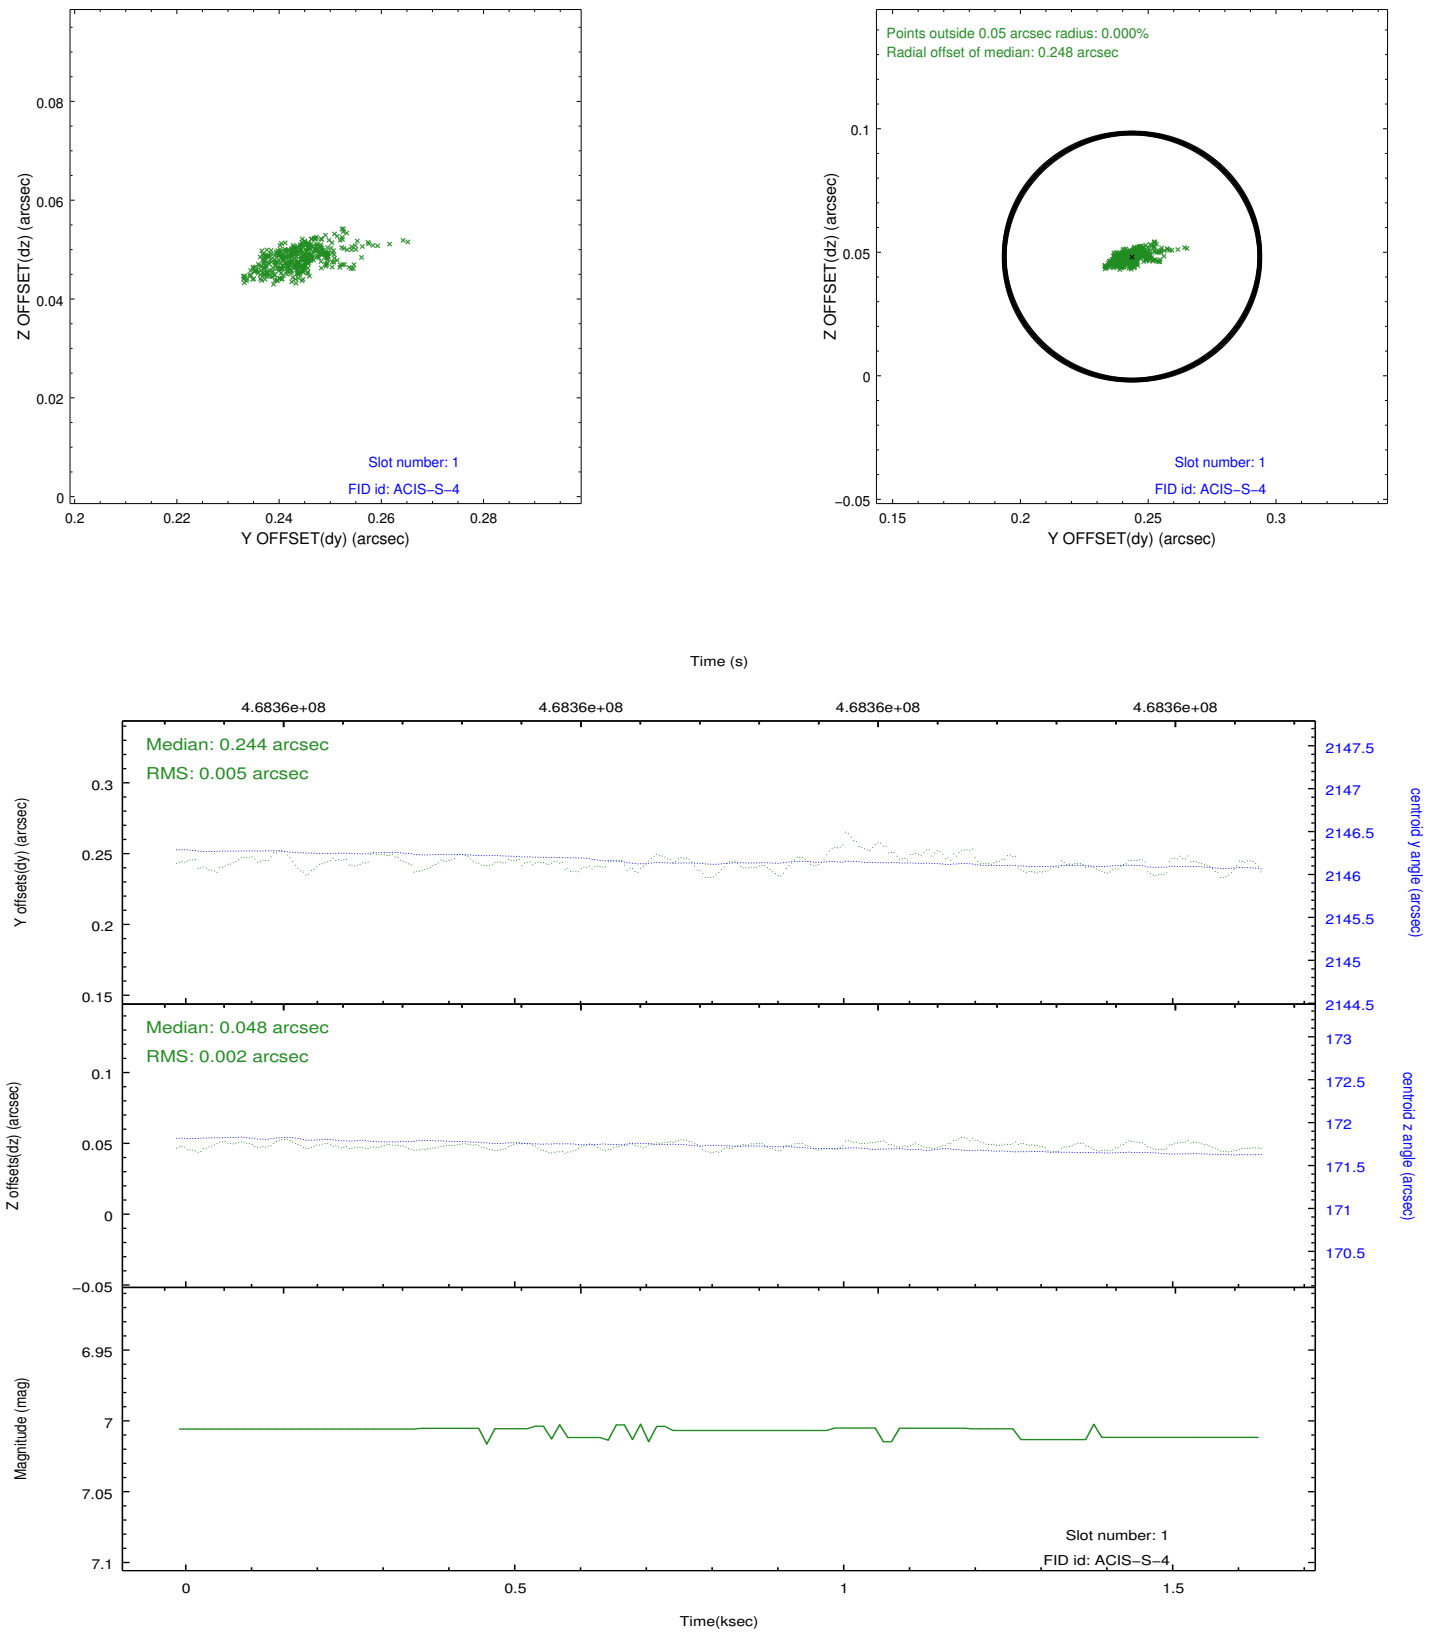 0.08
0.06
0.04
0.02
0
Z OFFSET(dz) (arcsec)
Slot number: 1
FID id: ACIS−S−4
0.2 0.22 0.24 0.26 0.28
Y OFFSET(dy) (arcsec)
Points outside 0.05 arcsec radius: 0.000%
Radial offset of median: 0.248 arcsec
0.1
0.05
0
−0.05
Z OFFSET(dz) (arcsec)
Slot number: 1
FID id: ACIS−S−4
0.15 0.2 0.25 0.3
Y OFFSET(dy) (arcsec)
Time (s)
4.6836e+08 4.6836e+08 4.6836e+08 4.6836e+08
Median: 0.244 arcsec
RMS: 0.005 arcsec
0.3
0.25
0.2
0.15
Y offsets(dy) (arcsec)
2147.5
2147
2146.5
2146
2145.5
2145
2144.5
centroid y angle (arcsec)
Median: 0.048 arcsec
RMS: 0.002 arcsec
0.1
0.05
0
−0.05
Z offsets(dz) (arcsec)
173
172.5
172
171.5
171
170.5
centroid z angle (arcsec)
6.95
7
7.05
7.1
Magnitude (mag)
Slot number: 1
FID id: ACIS−S−4
0 0.5 1 1.5
Time(ksec)